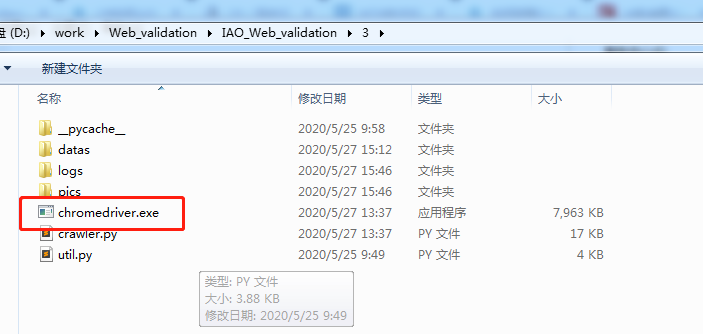 盘 (D:) ▸ work ▸ Web_validation ▸ IAO_Web_validation ▸ 3 ▸
新建文件夹
名称 修改日期 类型 大小
__pycache__ 2020/5/25 9:58 文件夹
datas 2020/5/27 15:12 文件夹
logs 2020/5/27 15:46 文件夹
pics 2020/5/27 15:46 文件夹
chromedriver.exe 2020/5/27 13:37 应用程序 7,963 KB
crawler.py 2020/5/27 13:37 PY 文件 17 KB
util.py 2020/5/25 9:49 PY 文件 4 KB
类型: PY 文件
大小: 3.88 KB
修改日期: 2020/5/25 9:49